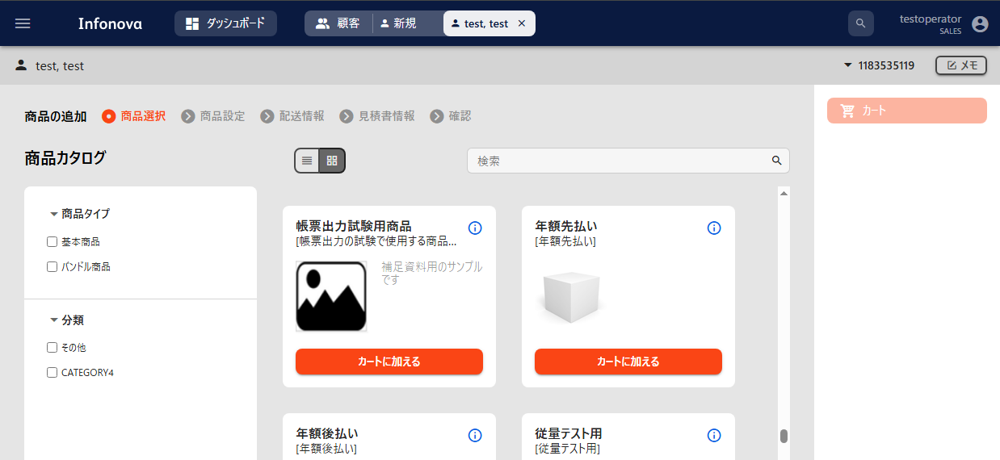 Infonova
ダッシュボード
顧客
新規
test, test
testoperator
SALES
test, test
1183535119
メモ
商品の追加
商品選択
商品設定
配送情報
見積書情報
確認
カート
商品カタログ
検索
商品タイプ
基本商品
バンドル商品
分類
その他
CATEGORY4
帳票出力試験用商品
[帳票出力の試験で使用する商品...
補足資料用のサンプル
です
カートに加える
年額先払い
[年額先払い]
カートに加える
年額後払い
[年額後払い]
従量テスト用
[従量テスト用]